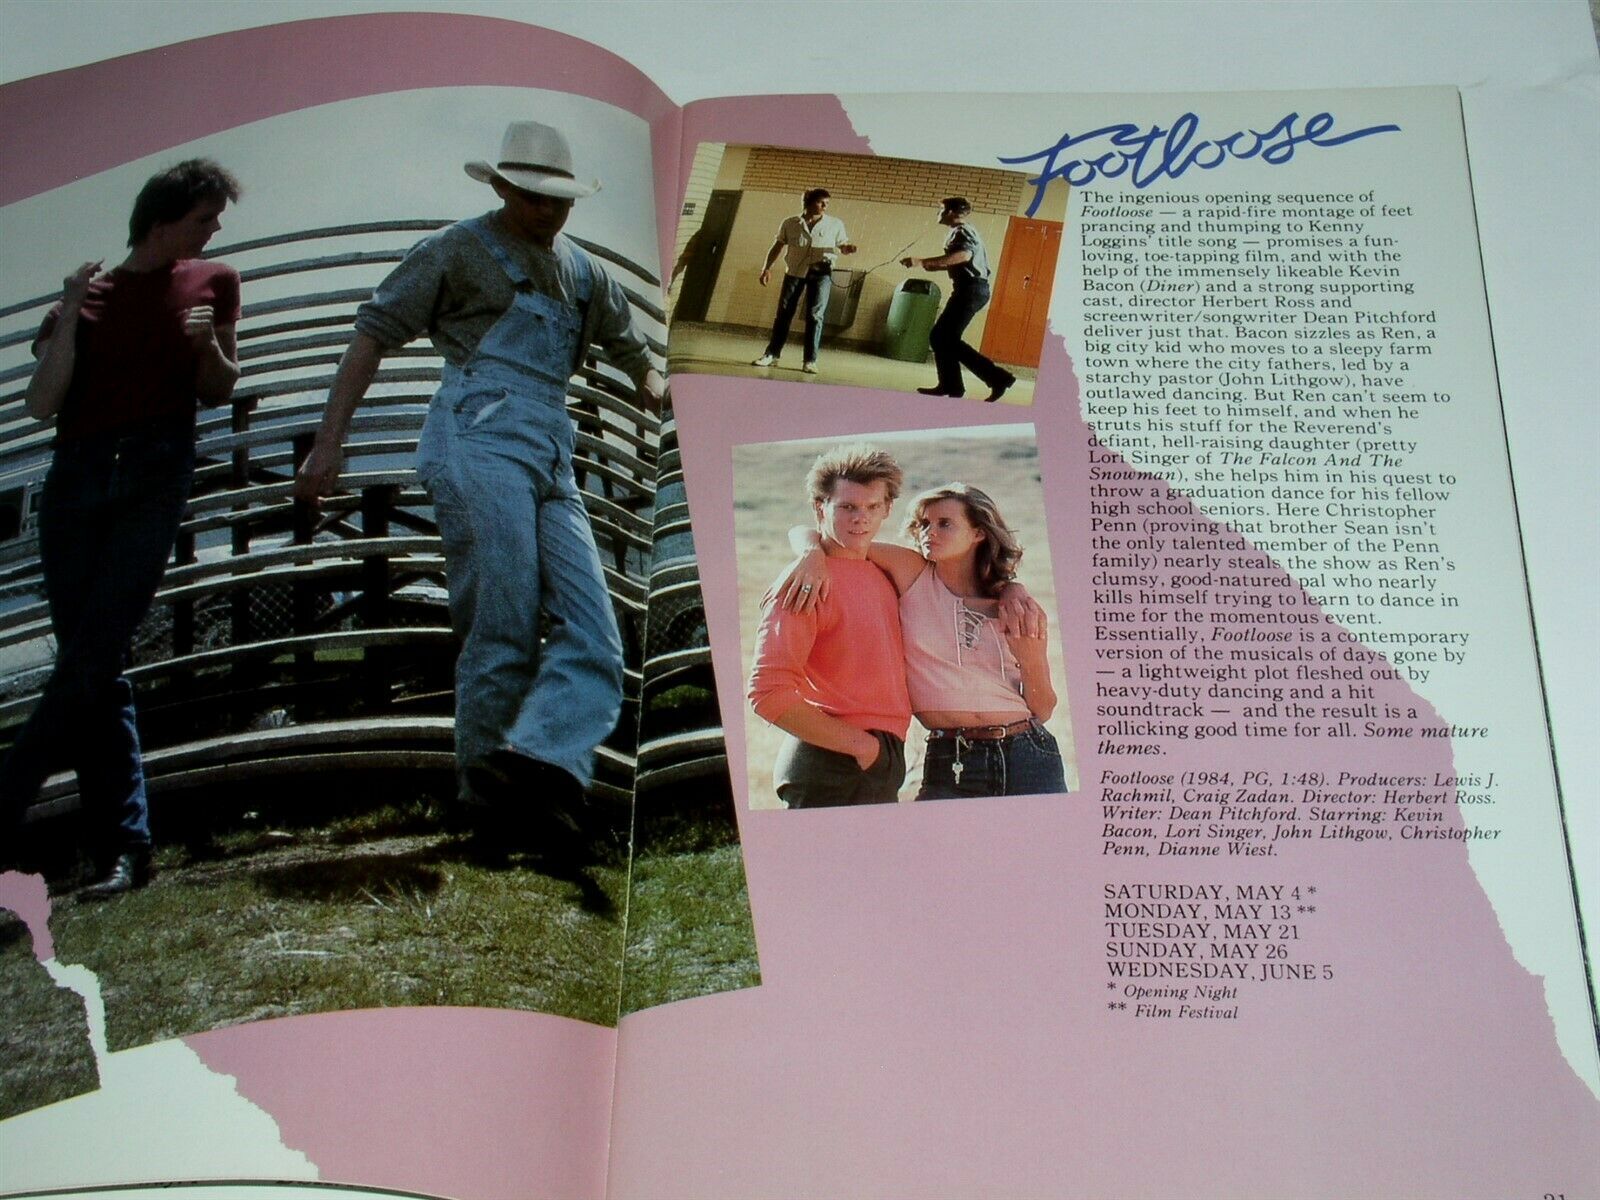 Footloose
The ingenious opening sequence of
Footloose — a rapid-fire montage of feet
prancing and thumping to Kenny
Loggins' title song — promises a fun-
loving, toe-tapping film, and with the
help of the immensely likeable Kevin
Bacon (Diner) and a strong supporting
cast, director Herbert Ross and
screenwriter/songwriter Dean Pitchford
deliver just that. Bacon sizzles as Ren, a
big city kid who moves to a sleepy farm
town where the city fathers, led by a
starchy pastor (John Lithgow), have
outlawed dancing. But Ren can't seem to
keep his feet to himself, and when he
struts his stuff for the Reverend's
defiant, hell-raising daughter (pretty
Lori Singer of The Falcon And The
Snowman), she helps him in his quest to
throw a graduation dance for his fellow
high school seniors. Here Christopher
Penn (proving that brother Sean isn't
the only talented member of the Penn
family) nearly steals the show as Ren's
clumsy, good-natured pal who nearly
kills himself trying to learn to dance in
time for the momentous event.
Essentially, Footloose is a contemporary
version of the musicals of days gone by
— a lightweight plot fleshed out by
heavy-duty dancing and a hit
soundtrack — and the result is a
rollicking good time for all. Some mature
themes.
Footloose (1984, PG, 1:48). Producers: Lewis J.
Rachmil, Craig Zadan. Director: Herbert Ross.
Writer: Dean Pitchford. Starring: Kevin
Bacon, Lori Singer, John Lithgow, Christopher
Penn, Dianne Wiest.
SATURDAY, MAY 4 *
MONDAY, MAY 13 **
TUESDAY, MAY 21
SUNDAY, MAY 26
WEDNESDAY, JUNE 5
* Opening Night
** Film Festival